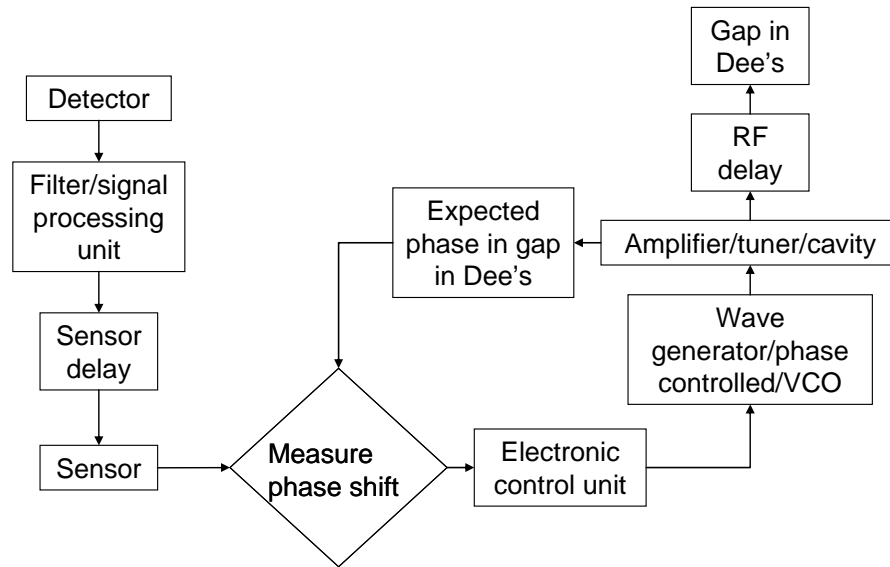 Detector
Filter/signal
processing
unit
Sensor
delay
Sensor
Measure
phase shift
Electronic
control unit
Wave
generator/phase
controlled/VCO
Amplifier/tuner/cavity
Expected
phase in gap
in Dee's
RF
delay
Gap in
Dee's